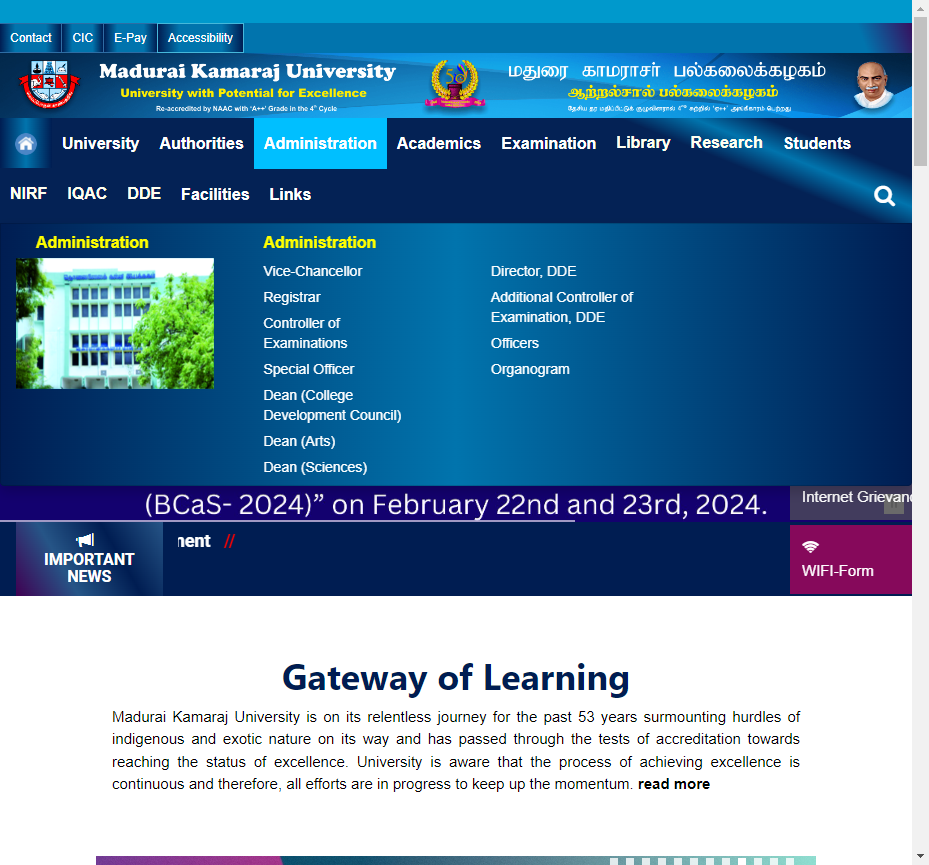 Contact CIC E-Pay Accessibility
Madurai Kamaraj University
University with Potential for Excellence
Re-accredited by NAAC with 'A++' Grade in the 4th Cycle
மதுரை காமராசர் பல்கலைக்கழகம்
ஆற்றல்சால் பல்கலைக்கழகம்
University Authorities Administration Academics Examination Library Research Students
NIRF IQAC DDE Facilities Links
Administration
Administration
Vice-Chancellor
Registrar
Controller of
Examinations
Special Officer
Dean (College
Development Council)
Dean (Arts)
Dean (Sciences)
Director, DDE
Additional Controller of
Examination, DDE
Officers
Organogram
(BCaS- 2024)” on February 22nd and 23rd, 2024.
Internet Grievan
IMPORTANT
NEWS
nent //
WIFI-Form
Gateway of Learning
Madurai Kamaraj University is on its relentless journey for the past 53 years surmounting hurdles of
indigenous and exotic nature on its way and has passed through the tests of accreditation towards
reaching the status of excellence. University is aware that the process of achieving excellence is
continuous and therefore, all efforts are in progress to keep up the momentum. read more